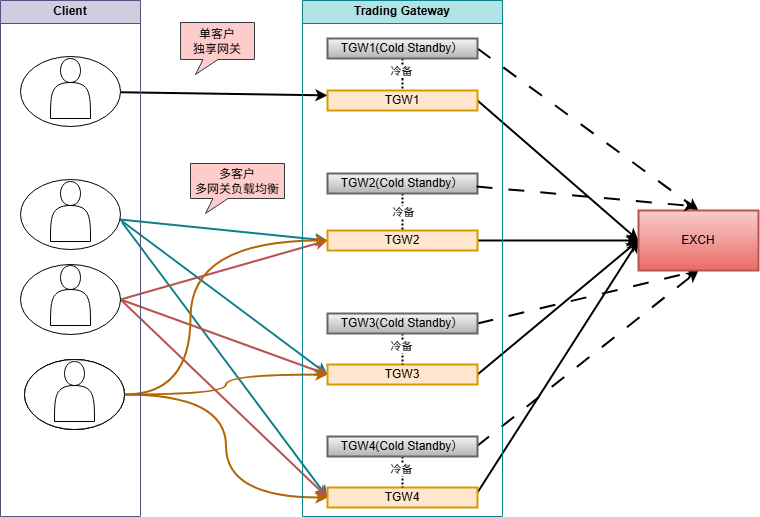 Client
Trading Gateway
单客户
独享网关
TGW1(Cold Standby）
冷备
TGW1
多客户
多网关负载均衡
TGW2(Cold Standby）
冷备
TGW2
EXCH
TGW3(Cold Standby）
冷备
TGW3
TGW4(Cold Standby）
冷备
TGW4